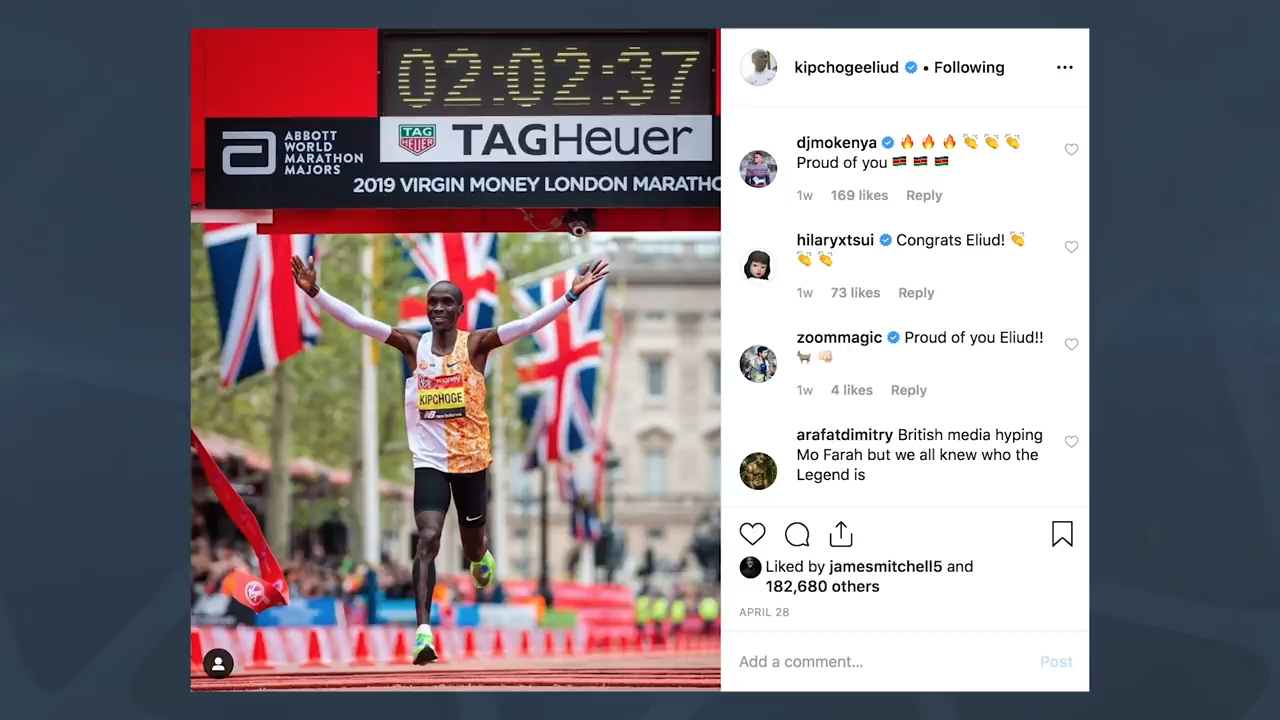 02:02:37
ABBOTT
WORLD
MARATHON
MAJORS
TAG
HEUER
TAGHeuer
2019 VIRGIN MONEY LONDON MARATHO
KIPCHOGE
kipchogeeliud • Following
djmokenya 🔥 🔥 🔥 👏 👏 👏
Proud of you 🇰🇪 🇰🇪 🇰🇪
1w 169 likes Reply
hilaryxtsui Congrats Eliud! 👏
👏 👏
1w 73 likes Reply
zoommagic Proud of you Eliud!!
🐐 👊🏻
1w 4 likes Reply
arafatdimitry British media hyping
Mo Farah but we all knew who the
Legend is
Liked by jamesmitchell5 and
182,680 others
APRIL 28
Add a comment... Post